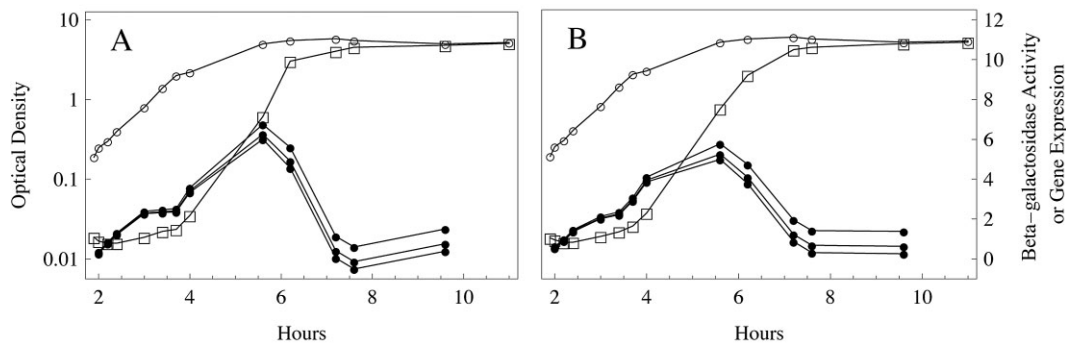 A
B
10
1
0.1
0.01
Optical Density
12
10
8
6
4
2
0
Beta-galactosidase Activity
or Gene Expression
2 4 6 8 10
2 4 6 8 10
Hours
Hours